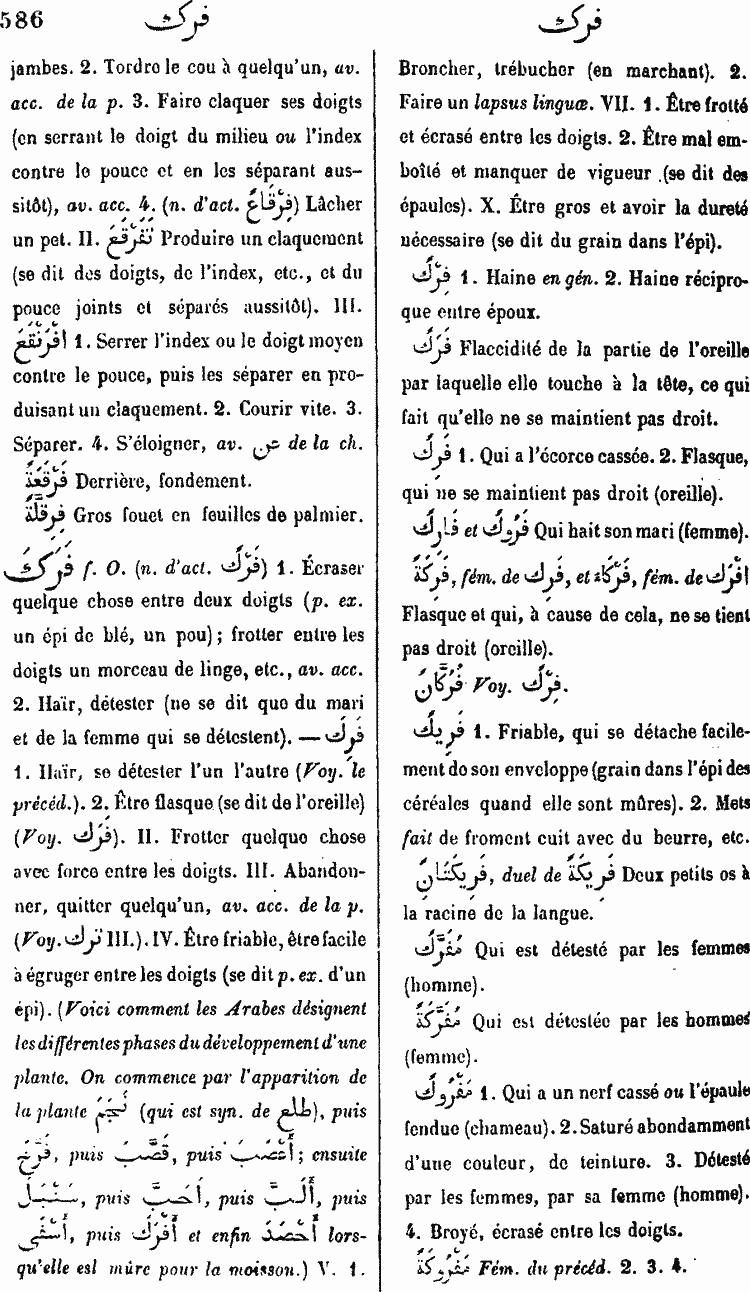 586 فرك فرك
jambes. 2. Tordre le cou à quelqu'un, av.
acc. de la p. 3. Faire claquer ses doigts
(en serrant le doigt du milieu ou l'index
contre le pouce et en les séparant aus-
sitôt), av. acc. 4. (n. d'act. فِرْقَاعٌ) Lâcher
un pet. II. تَفَرْقَعَ Produire un claquement
(se dit des doigts, de l'index, etc., et du
pouce joints et séparés aussitôt). III.
افْرَنْقَعَ 1. Serrer l'index ou le doigt moyen
contre le pouce, puis les séparer en pro-
duisant un claquement. 2. Courir vite. 3.
Séparer. 4. S'éloigner, av. عن de la ch.
فَرْقَعَةٌ Derrière, fondement.
فِرْقِلَّةٌ Gros fouet en feuilles de palmier.
فَرَكَ f. O. (n. d'act. فَرْك) 1. Écraser
quelque chose entre deux doigts (p. ex.
un épi de blé, un pou); frotter entre les
doigts un morceau de linge, etc., av. acc.
2. Haïr, détester (ne se dit que du mari
et de la femme qui se détestent). — فَرِكَ
1. Haïr, se détester l'un l'autre (Voy. le
précéd.). 2. Être flasque (se dit de l'oreille)
(Voy. فَرَك). II. Frotter quelque chose
avec force entre les doigts. III. Abandon-
ner, quitter quelqu'un, av. acc. de la p.
(Voy. ترك III.). IV. Être friable, être facile
à égruger entre les doigts (se dit p. ex. d'un
épi). (Voici comment les Arabes désignent
les différentes phases du développement d'une
plante. On commence par l'apparition de
la plante نَجَمَ (qui est syn. de طلع), puis
فَرَّخَ, puis قَصَّبَ, puis أَعْصَبَ; ensuite
سَنْبَلَ, puis أَحَبَّ, puis أَلَبَّ, puis
أَسْفَى, puis أَفْرَكَ et enfin أَحْصَدَ lors-
qu'elle est mûre pour la moisson.) V. 1.
Broncher, trébucher (en marchant). 2.
Faire un lapsus linguæ. VII. 1. Être frotté
et écrasé entre les doigts. 2. Être mal em-
boîté et manquer de vigueur (se dit des
épaules). X. Être gros et avoir la dureté
nécessaire (se dit du grain dans l'épi).
فِرْكٌ 1. Haine en gén. 2. Haine récipro-
que entre époux.
فَرَكٌ Flaccidité de la partie de l'oreille
par laquelle elle touche à la tête, ce qui
fait qu'elle ne se maintient pas droit.
فَرِكٌ 1. Qui a l'écorce cassée. 2. Flasque,
qui ne se maintient pas droit (oreille).
فَارِكٌ et فَرُوكٌ Qui hait son mari (femme).
فَرِكَةٌ, fém. de فَرِك, et فَرْكَاء, fém. de افْرَك
Flasque et qui, à cause de cela, ne se tient
pas droit (oreille).
فُرُكَّانٌ Voy. فِرْك.
فَرِيكٌ 1. Friable, qui se détache facile-
ment de son enveloppe (grain dans l'épi des
céréales quand elle sont mûres). 2. Mets
fait de froment cuit avec du beurre, etc.
فَرِيكَتَانٌ, duel de فَرِيكَةٌ Deux petits os à
la racine de la langue.
مُفَرَّكٌ Qui est détesté par les femmes
(homme).
مُفَرَّكَةٌ Qui est détestée par les hommes
(femme).
مَفْرُوكٌ 1. Qui a un nerf cassé ou l'épaule
fendue (chameau). 2. Saturé abondamment
d'une couleur, de teinture. 3. Détesté
par les femmes, par sa femme (homme).
4. Broyé, écrasé entre les doigts.
مَفْرُوكَةٌ Fém. du précéd. 2. 3. 4.